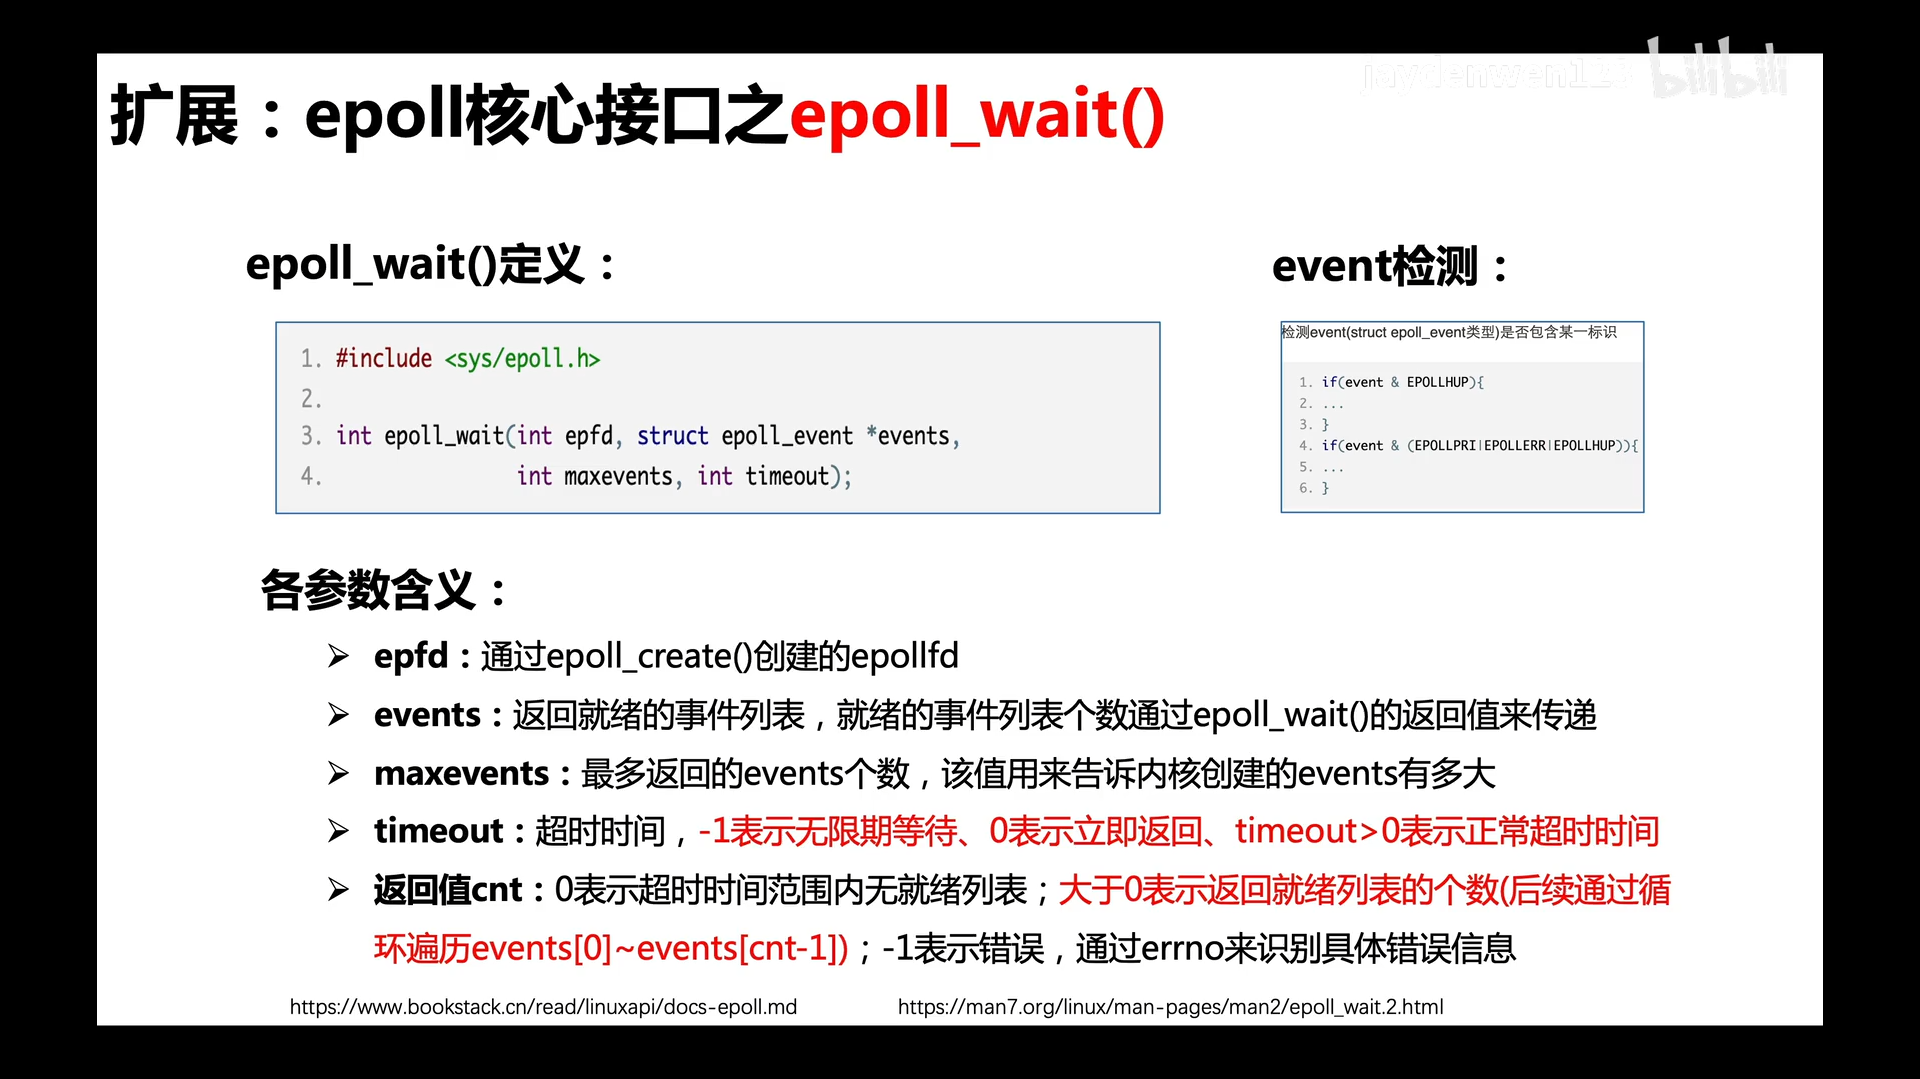 jaydenwen123 bilibili
扩展：epoll核心接口之epoll_wait()
epoll_wait()定义：
1. #include <sys/epoll.h>
2.
3. int epoll_wait(int epfd, struct epoll_event *events,
4. int maxevents, int timeout);
event检测：
检测event(struct epoll_event类型)是否包含某一标识
1. if(event & EPOLLHUP){
2. ...
3. }
4. if(event & (EPOLLPRI|EPOLLERR|EPOLLHUP)){
5. ...
6. }
各参数含义：
➢ epfd：通过epoll_create()创建的epollfd
➢ events：返回就绪的事件列表，就绪的事件列表个数通过epoll_wait()的返回值来传递
➢ maxevents：最多返回的events个数，该值用来告诉内核创建的events有多大
➢ timeout：超时时间，-1表示无限期等待、0表示立即返回、timeout>0表示正常超时时间
➢ 返回值cnt：0表示超时时间范围内无就绪列表；大于0表示返回就绪列表的个数(后续通过循
环遍历events[0]~events[cnt-1])；-1表示错误，通过errno来识别具体错误信息
https://www.bookstack.cn/read/linuxapi/docs-epoll.md
https://man7.org/linux/man-pages/man2/epoll_wait.2.html